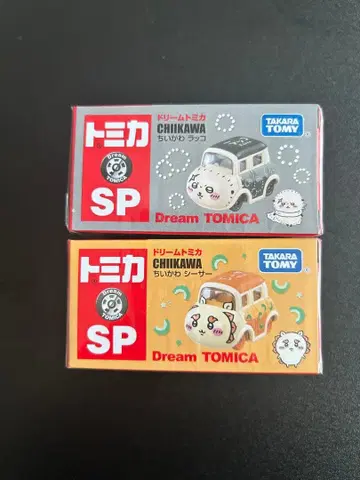 トミカ
Dream
TOMICA
SP
ドリームトミカ
CHIIKAWA
ちいかわ ラッコ
TAKARA
TOMY
Dream TOMICA
トミカ
Dream
TOMICA
SP
ドリームトミカ
CHIIKAWA
ちいかわ シーサー
TAKARA
TOMY
Dream TOMICA